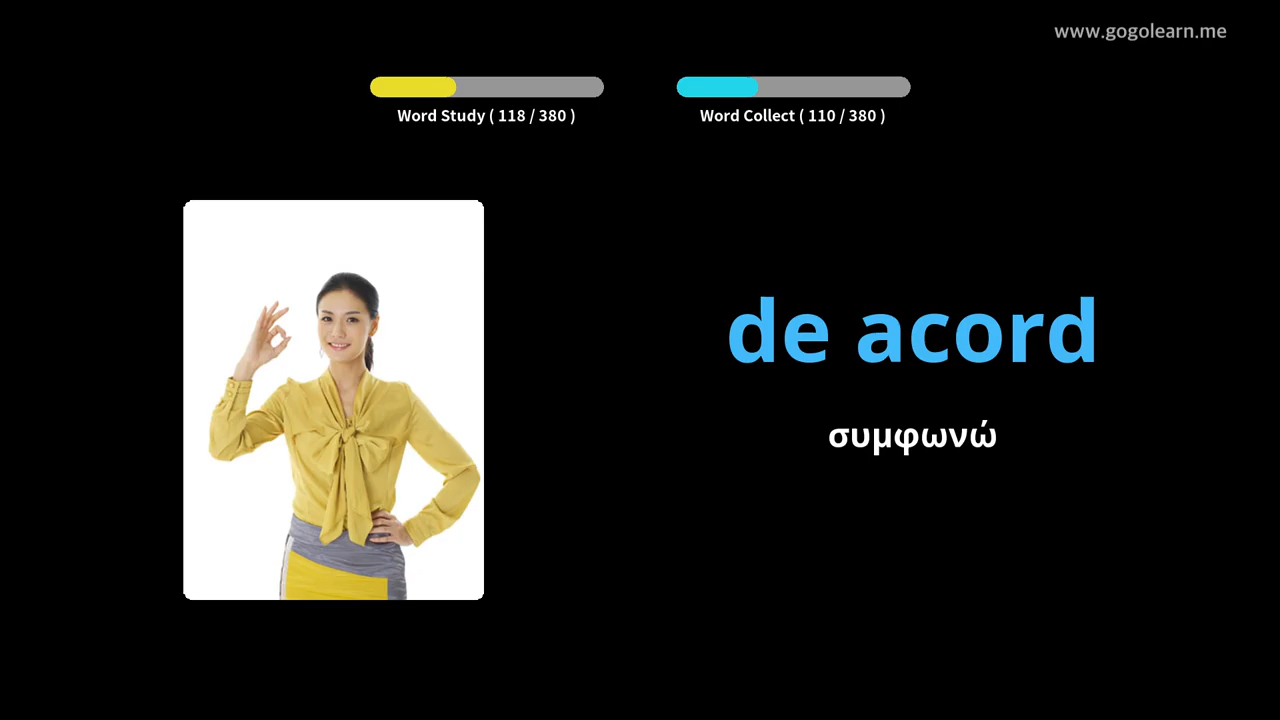 www.gogolearn.me
Word Study ( 118 / 380 )
Word Collect ( 110 / 380 )
de acord
συμφωνώ